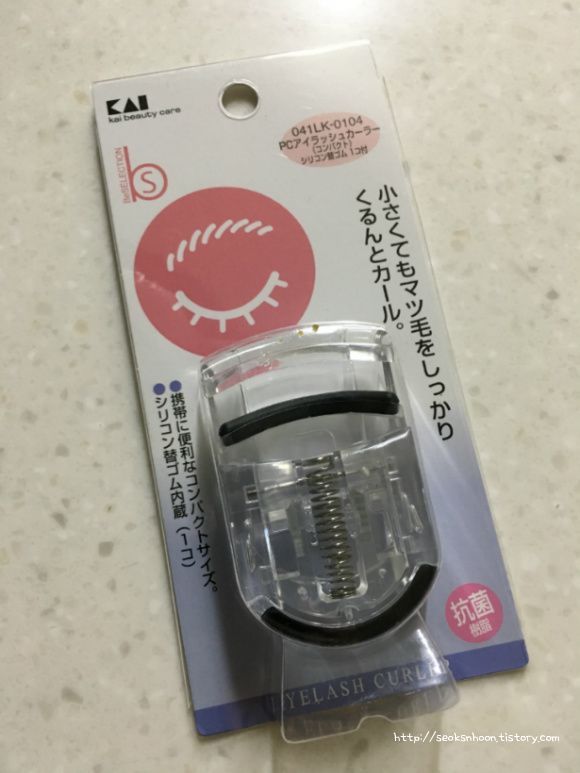 KAI
kai beauty care
BeSELECTION
bs
041LK-0104
PCアイラッシュカーラー
(コンパクト)
シリコン替ゴム1コ付
小さくてもマツ毛をしっかり
くるんとカール。
●携帯に便利なコンパクトサイズ。
●シリコン替ゴム内蔵(1コ)
抗菌
樹脂
EYELASH CURLER
http://seoksnhoon.tistory.com